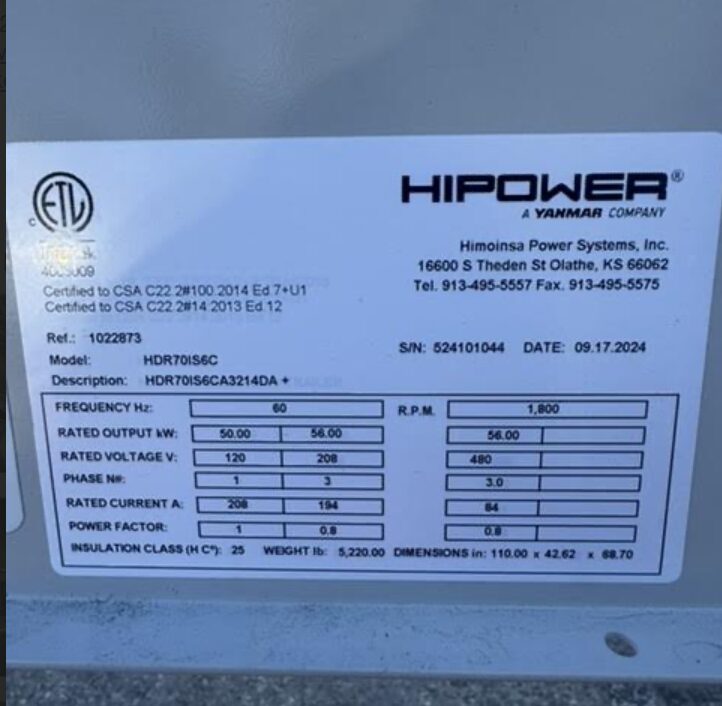 ETL
C
HIPOWER®
A YANMAR COMPANY
Himoinsa Power Systems, Inc.
16600 S Theden St Olathe, KS 66062
Tel. 913-495-5557 Fax. 913-495-5575
Certified to CSA C22.2#100 2014 Ed.7+U1
Certified to CSA C22.2#14 2013 Ed.12
Ref.: 1022873
Model: HDR70IS6C
S/N: 524101044 DATE: 09.17.2024
Description: HDR70IS6CA3214DA +
FREQUENCY Hz: 60 R.P.M. 1,800
RATED OUTPUT kW: 50.00 56.00 56.00
RATED VOLTAGE V: 120 208 480
PHASE Nº: 1 3 3.0
RATED CURRENT A: 208 194 84
POWER FACTOR: 1 0.8 0.8
INSULATION CLASS (H Cº): 25 WEIGHT lb: 5,220.00 DIMENSIONS in: 110.00 x 42.62 x 68.70